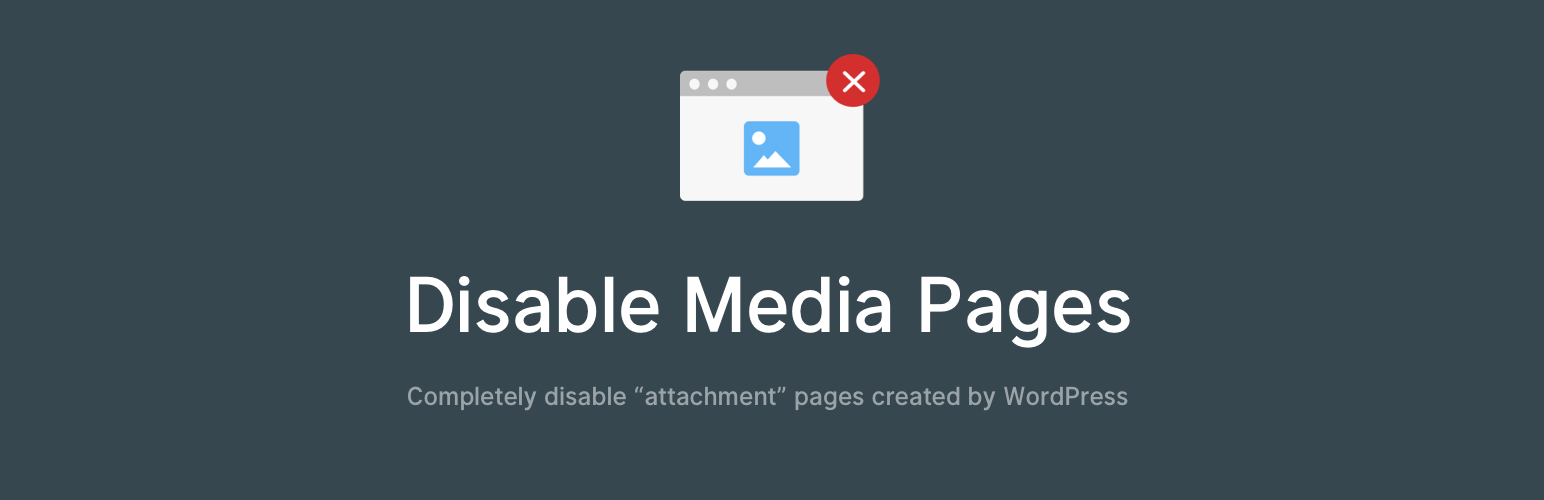 Disable Media Pages
Completely disable “attachment” pages created by WordPress